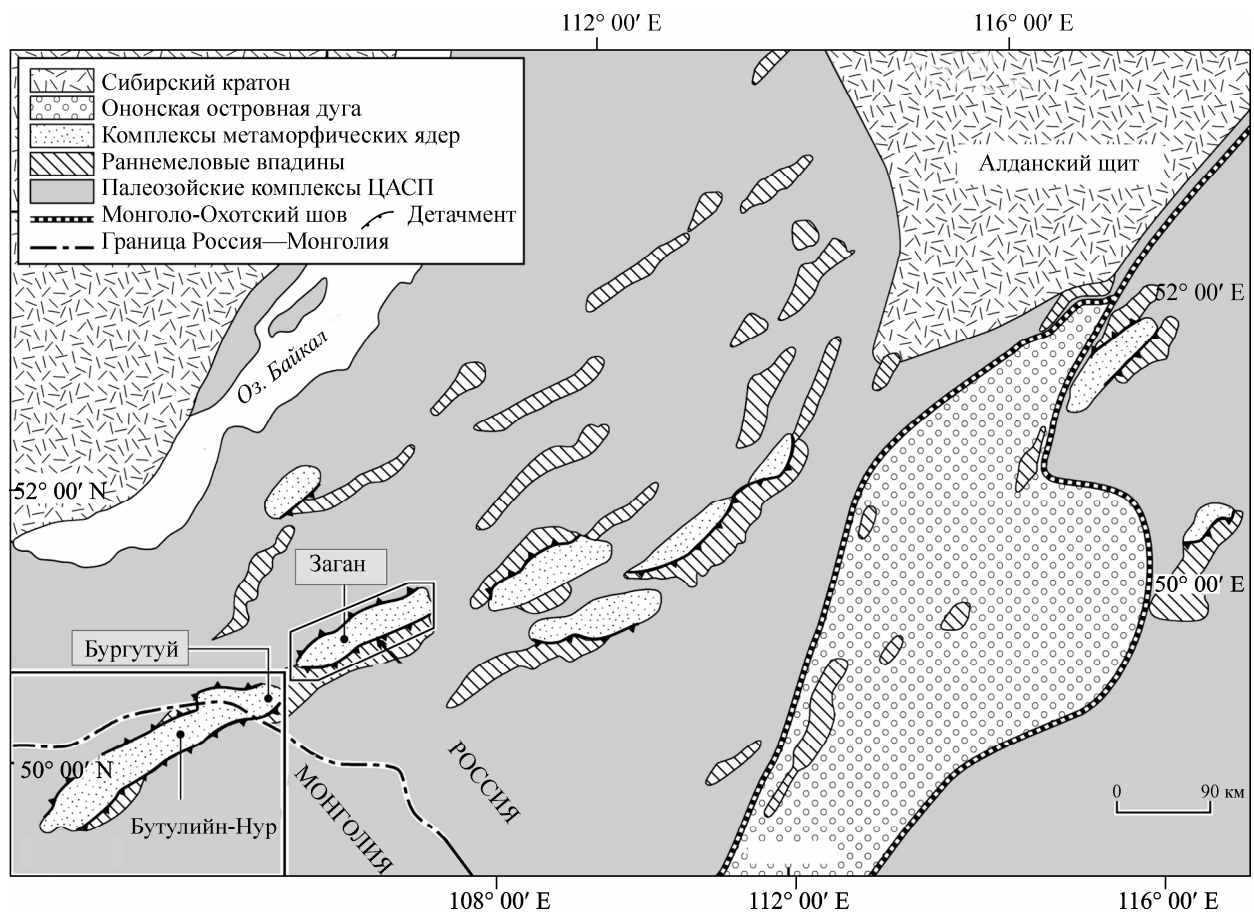 112° 00′ E
116° 00′ E
Сибирский кратон
Ононская островная дуга
Комплексы метаморфических ядер
Раннемеловые впадины
Палеозойские комплексы ЦАСП
Монголо-Охотский шов
Детачмент
Граница Россия—Монголия
Алданский щит
52° 00′ E
Оз. Байкал
52° 00′ N
Заган
50° 00′ E
Бургутуй
50° 00′ N
РОССИЯ
МОНГОЛИЯ
Бутулийн-Нур
0 90 км
108° 00′ E
112° 00′ E
116° 00′ E